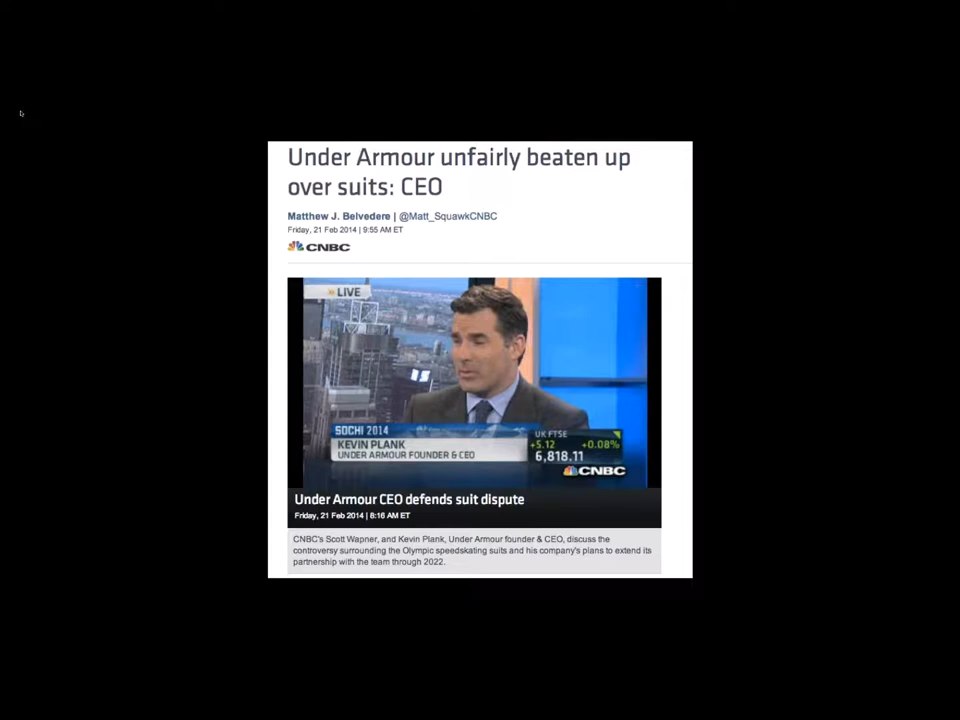 Under Armour unfairly beaten up
over suits: CEO
Matthew J. Belvedere | @Matt_SquawkCNBC
Friday, 21 Feb 2014 | 9:55 AM ET
CNBC
LIVE
SOCHI 2014
KEVIN PLANK
UNDER ARMOUR FOUNDER & CEO
UK FTSE
+5.12 +0.08%
6,818.11
CNBC
Under Armour CEO defends suit dispute
Friday, 21 Feb 2014 | 8:16 AM ET
CNBC's Scott Wapner, and Kevin Plank, Under Armour founder & CEO, discuss the
controversy surrounding the Olympic speedskating suits and his company's plans to extend its
partnership with the team through 2022.